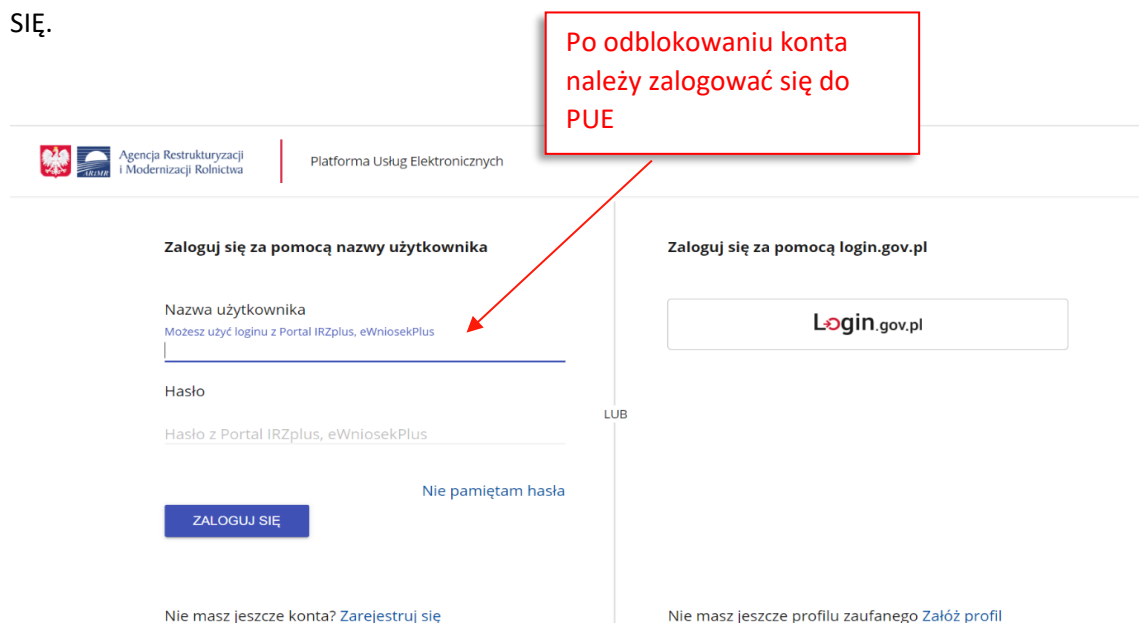 SIĘ.
Po odblokowaniu konta
należy zalogować się do
PUE
Agencja Restrukturyzacji
i Modernizacji Rolnictwa
ARiMR
Platforma Usług Elektronicznych
Zaloguj się za pomocą nazwy użytkownika
Nazwa użytkownika
Możesz użyć loginu z Portal IRZplus, eWniosekPlus
Hasło
Hasło z Portal IRZplus, eWniosekPlus
Nie pamiętam hasła
ZALOGUJ SIĘ
Nie masz jeszcze konta? Zarejestruj się
LUB
Zaloguj się za pomocą login.gov.pl
Login.gov.pl
Nie masz jeszcze profilu zaufanego Załóż profil